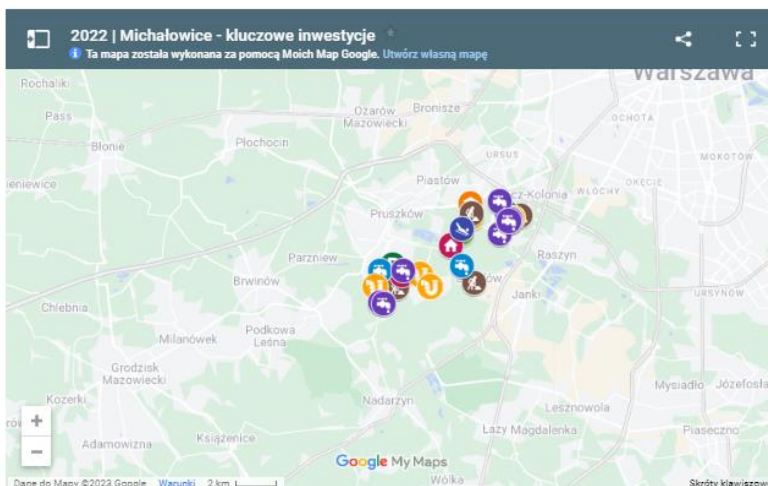 2022 | Michałowice - kluczowe inwestycje
Ta mapa została wykonana za pomocą Moich Map Google. Utwórz własną mapę
Warszawa
Rochaliki
Ożarów Mazowiecki
Bronisze
OCHOTA
Pass
Błonie
Płochocin
URSUS
MOKOTÓW
Piastów
WŁOCHY
OKĘCIE
Pruszków
Parzniew
Raszyn
Brwinów
Janki
URSYNÓW
Chlebnia
Milanówek
Podkowa Leśna
Grodzisk Mazowiecki
Mysiadło
Józefosła
Kozerki
Nadarzyn
Lesznowola
Adamowizna
Książenice
Łazy
Magdalenka
Piaseczno
Google My Maps
Wólka
Dane do Mapy ©2023 Google
Warunki
2 km
Skróty klawiszowe